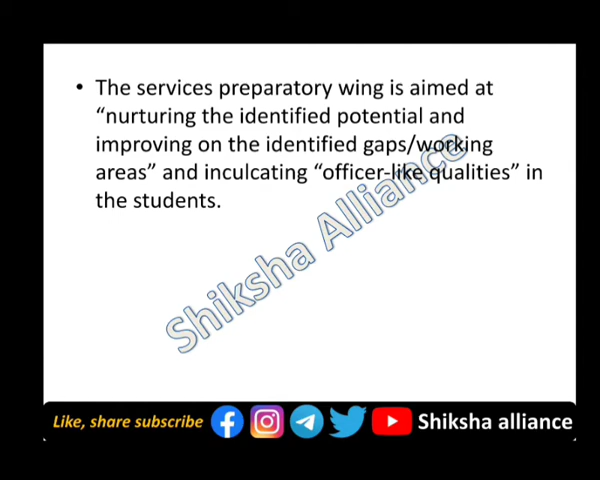 • The services preparatory wing is aimed at
“nurturing the identified potential and
improving on the identified gaps/working
areas” and inculcating “officer-like qualities” in
the students.
Shiksha Alliance
Like, share subscribe
Shiksha alliance